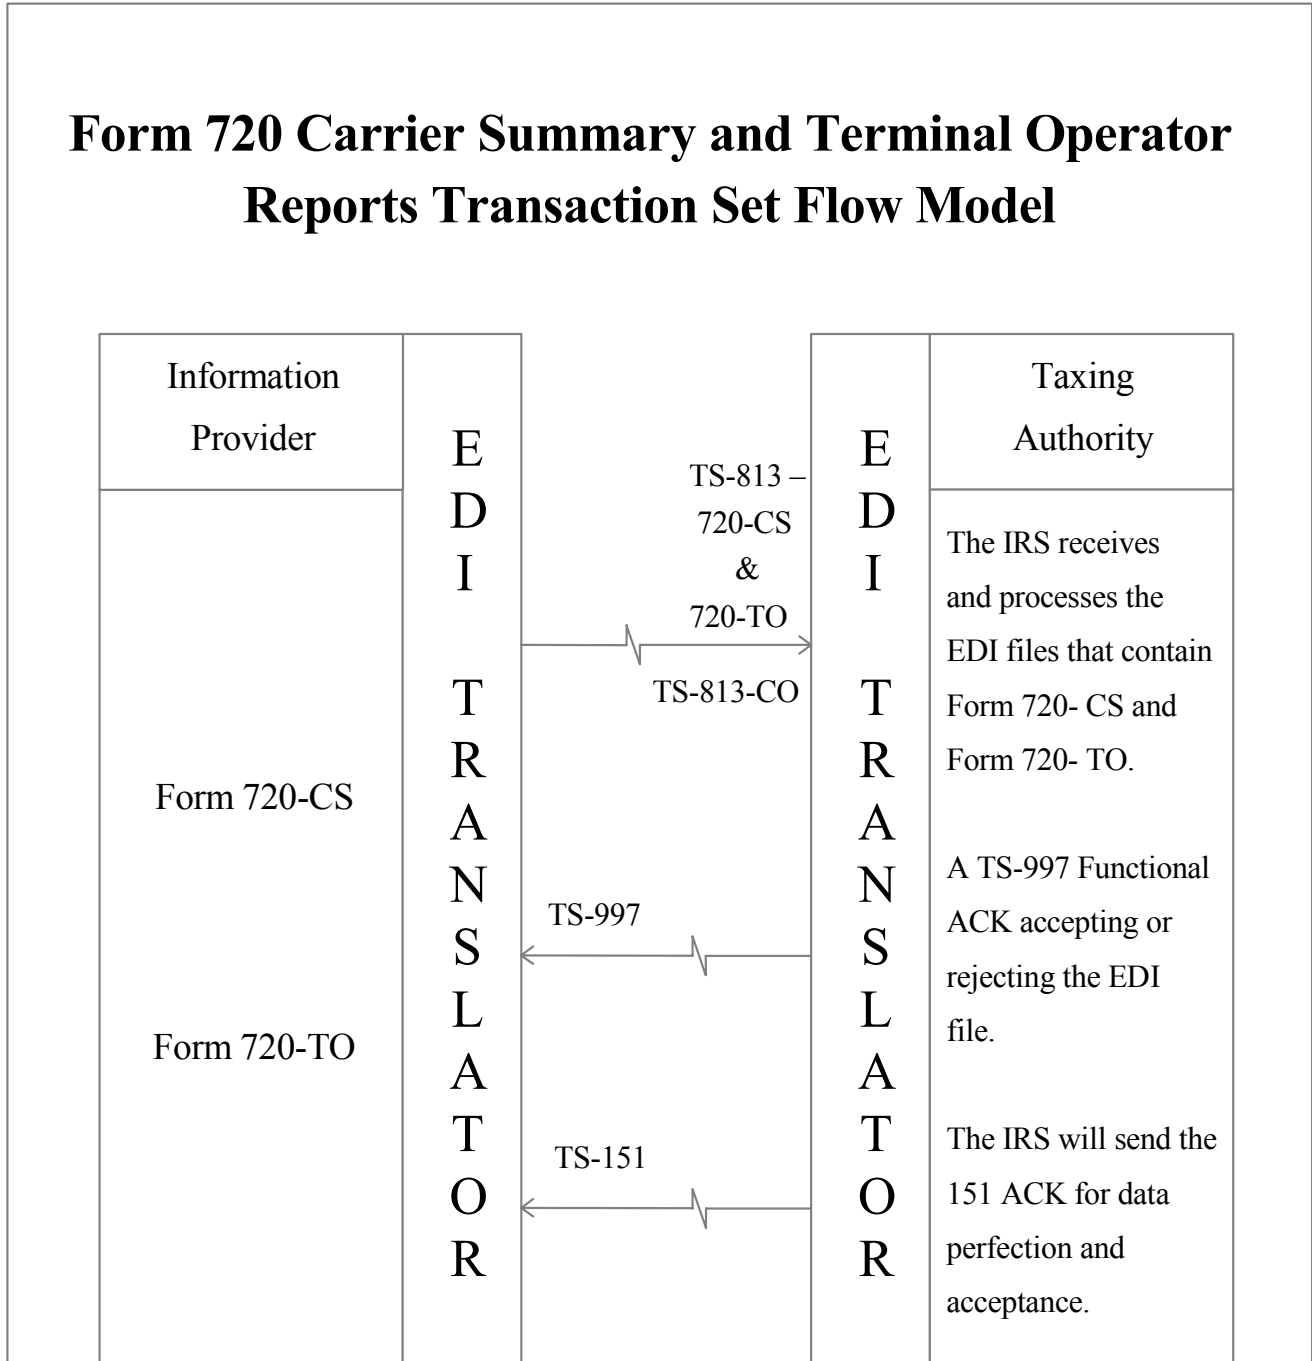 Form 720 Carrier Summary and Terminal Operator
Reports Transaction Set Flow Model
Information
Provider
Form 720-CS
Form 720-TO
E
D
I
T
R
A
N
S
L
A
T
O
R
TS-813 –
720-CS
&
720-TO
TS-813-CO
TS-997
TS-151
E
D
I
T
R
A
N
S
L
A
T
O
R
Taxing
Authority
The IRS receives
and processes the
EDI files that contain
Form 720- CS and
Form 720- TO.
A TS-997 Functional
ACK accepting or
rejecting the EDI
file.
The IRS will send the
151 ACK for data
perfection and
acceptance.